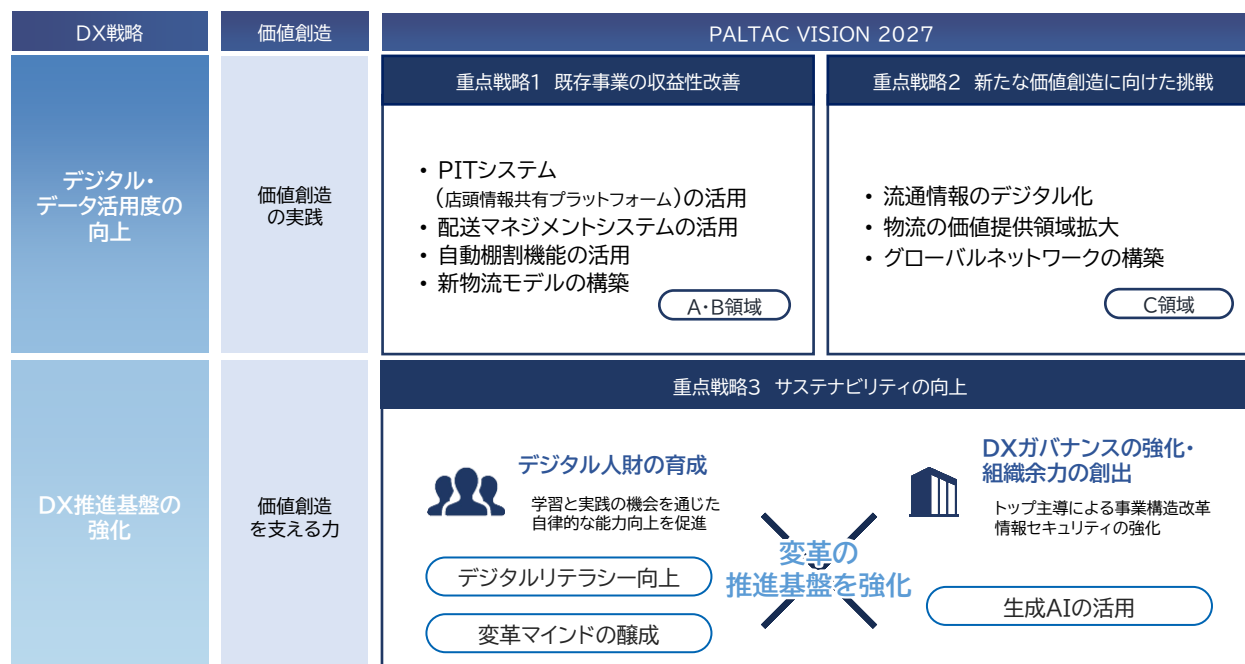 DX戦略
価値創造
PALTAC VISION 2027
デジタル・
データ活用度の
向上
価値創造
の実践
重点戦略1 既存事業の収益性改善
• PITシステム
(店頭情報共有プラットフォーム)の活用
• 配送マネジメントシステムの活用
• 自動棚割機能の活用
• 新物流モデルの構築
A・B領域
重点戦略2 新たな価値創造に向けた挑戦
• 流通情報のデジタル化
• 物流の価値提供領域拡大
• グローバルネットワークの構築
C領域
DX推進基盤の
強化
価値創造
を支える力
重点戦略3 サステナビリティの向上
デジタル人財の育成
学習と実践の機会を通じた
自律的な能力向上を促進
デジタルリテラシー向上
変革マインドの醸成
変革の
推進基盤を強化
DXガバナンスの強化・
組織余力の創出
トップ主導による事業構造改革
情報セキュリティの強化
生成AIの活用